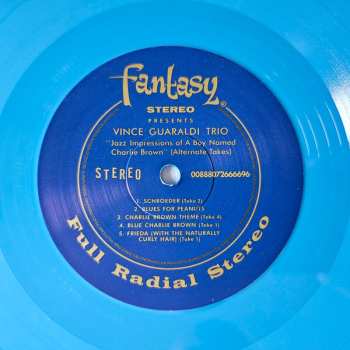 Fantasy®
STEREO
PRESENTS
VINCE GUARALDI TRIO
"Jazz Impressions of A Boy Named
Charlie Brown" (Alternate Takes)
STEREO 00888072666696
1. SCHROEDER (Take 2)
2. BLUES FOR PEANUTS
3. CHARLIE BROWN THEME (Take 4)
4. BLUE CHARLIE BROWN (Take 1)
5. FRIEDA (WITH THE NATURALLY
CURLY HAIR) (Take 1)
Full Radial Stereo